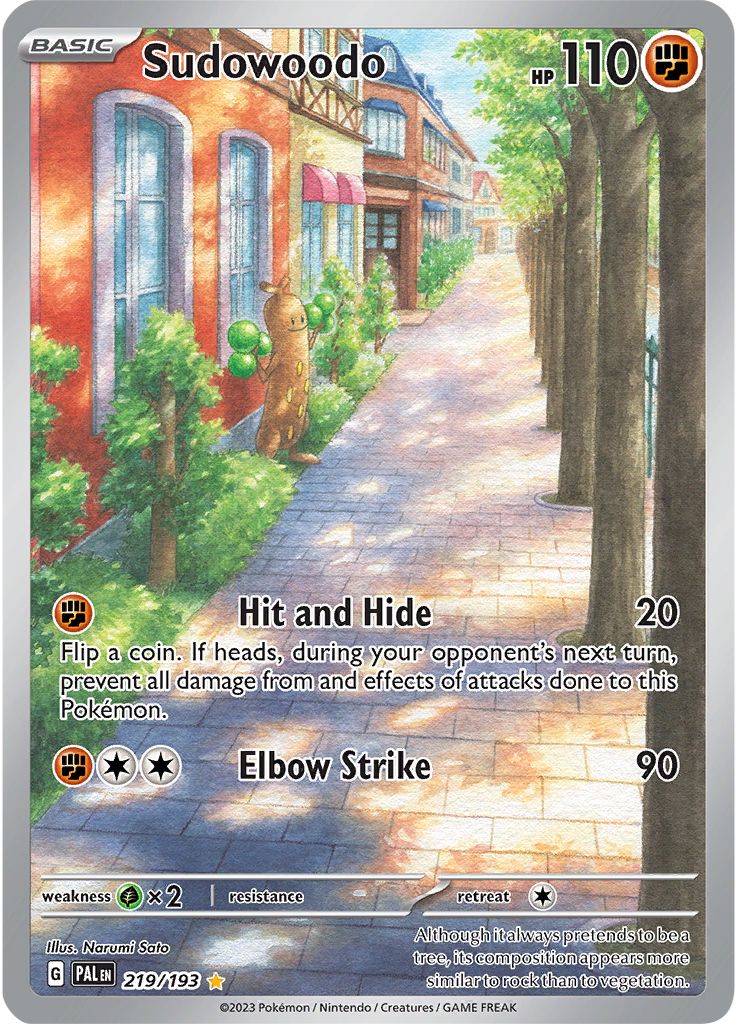 BASIC
Sudowoodo
HP 110
Hit and Hide 20
Flip a coin. If heads, during your opponent's next turn,
prevent all damage from and effects of attacks done to this
Pokémon.
Elbow Strike 90
weakness ×2 resistance retreat
Illus. Narumi Sato
G PAL EN 219/193
Although it always pretends to be a
tree, its composition appears more
similar to rock than to vegetation.
©2023 Pokémon / Nintendo / Creatures / GAME FREAK